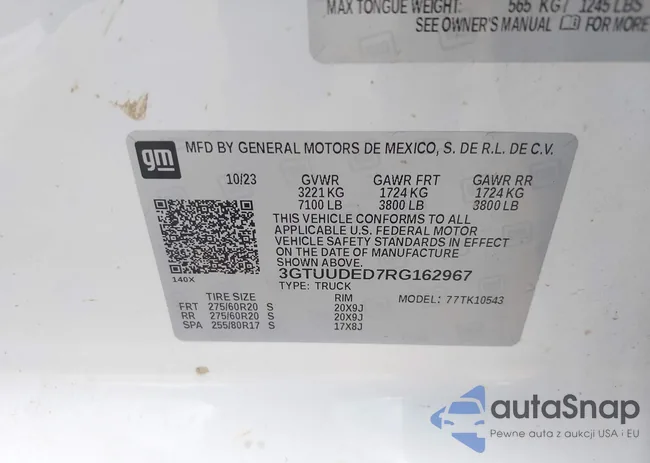 MAX TONGUE WEIGHT: 565 KG / 1245 LBS
SEE OWNER'S MANUAL FOR MORE
gm
MFD BY GENERAL MOTORS DE MEXICO, S. DE R.L. DE C.V.
10/23 GVWR GAWR FRT GAWR RR
3221 KG 1724 KG 1724 KG
7100 LB 3800 LB 3800 LB
THIS VEHICLE CONFORMS TO ALL
APPLICABLE U.S. FEDERAL MOTOR
VEHICLE SAFETY STANDARDS IN EFFECT
ON THE DATE OF MANUFACTURE
SHOWN ABOVE.
140X
3GTUUDED7RG162967
TYPE: TRUCK MODEL: 77TK10543
TIRE SIZE RIM
FRT 275/60R20 S 20X9J
RR 275/60R20 S 20X9J
SPA 255/80R17 S 17X8J
autaSnap
Pewne auta z aukcji USA i EU